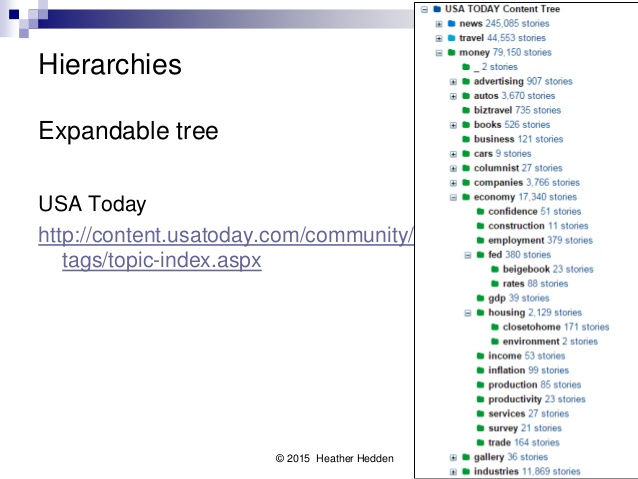 Hierarchies
Expandable tree
USA Today
http://content.usatoday.com/community/
tags/topic-index.aspx
© 2015 Heather Hedden
USA TODAY Content Tree
news 245,085 stories
travel 44,553 stories
money 79,150 stories
_ 2 stories
advertising 907 stories
autos 3,670 stories
biztravel 735 stories
books 526 stories
business 121 stories
cars 9 stories
columnist 27 stories
companies 3,766 stories
economy 17,340 stories
confidence 51 stories
construction 11 stories
employment 379 stories
fed 380 stories
beigebook 23 stories
rates 88 stories
gdp 39 stories
housing 2,129 stories
closetohome 171 stories
environment 2 stories
income 53 stories
inflation 99 stories
production 85 stories
productivity 23 stories
services 27 stories
survey 21 stories
trade 164 stories
gallery 36 stories
industries 11,869 stories